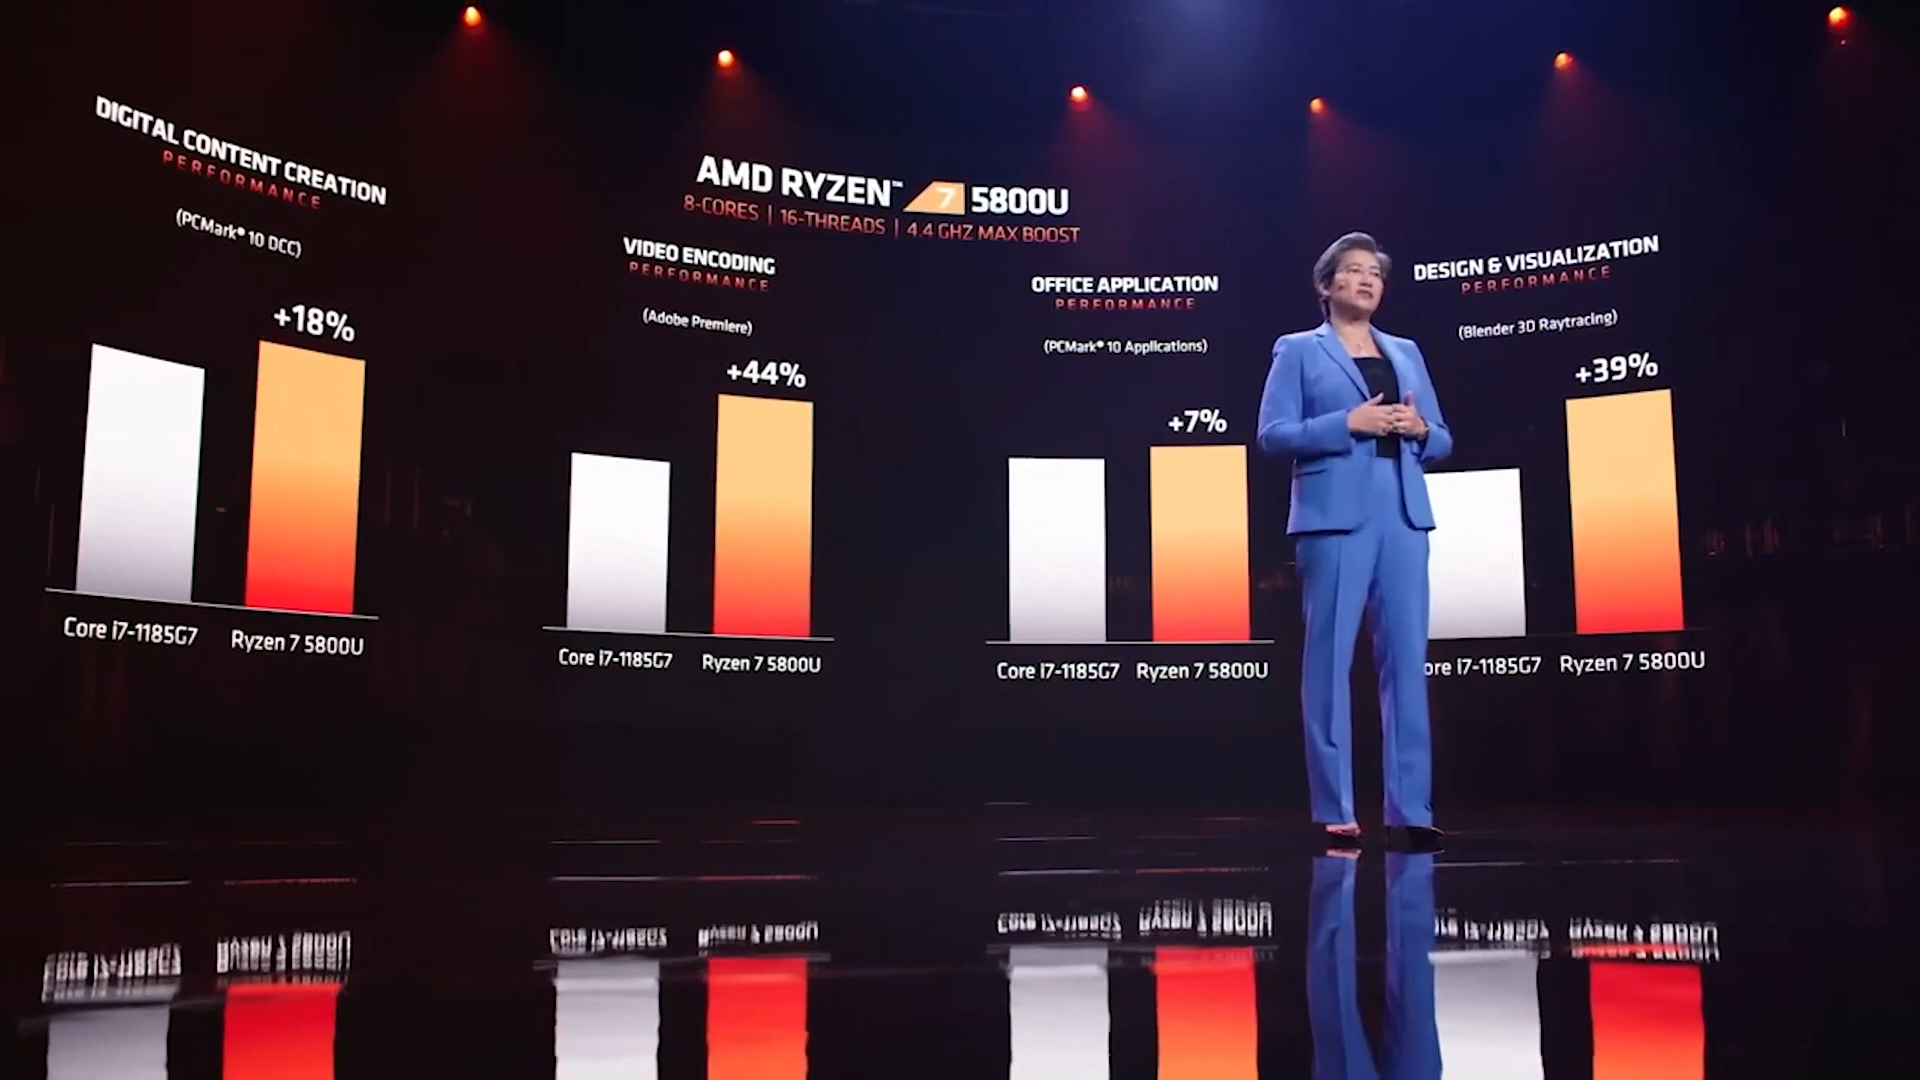 DIGITAL CONTENT CREATION
PERFORMANCE
(PCMark® 10 DCC)
+18%
Core i7-1185G7 Ryzen 7 5800U
AMD RYZEN™ 7 5800U
8-CORES | 16-THREADS | 4.4 GHZ MAX BOOST
VIDEO ENCODING
PERFORMANCE
(Adobe Premiere)
+44%
Core i7-1185G7 Ryzen 7 5800U
OFFICE APPLICATION
PERFORMANCE
(PCMark® 10 Applications)
+7%
Core i7-1185G7 Ryzen 7 5800U
DESIGN & VISUALIZATION
PERFORMANCE
(Blender 3D Raytracing)
+39%
ore i7-1185G7 Ryzen 7 5800U